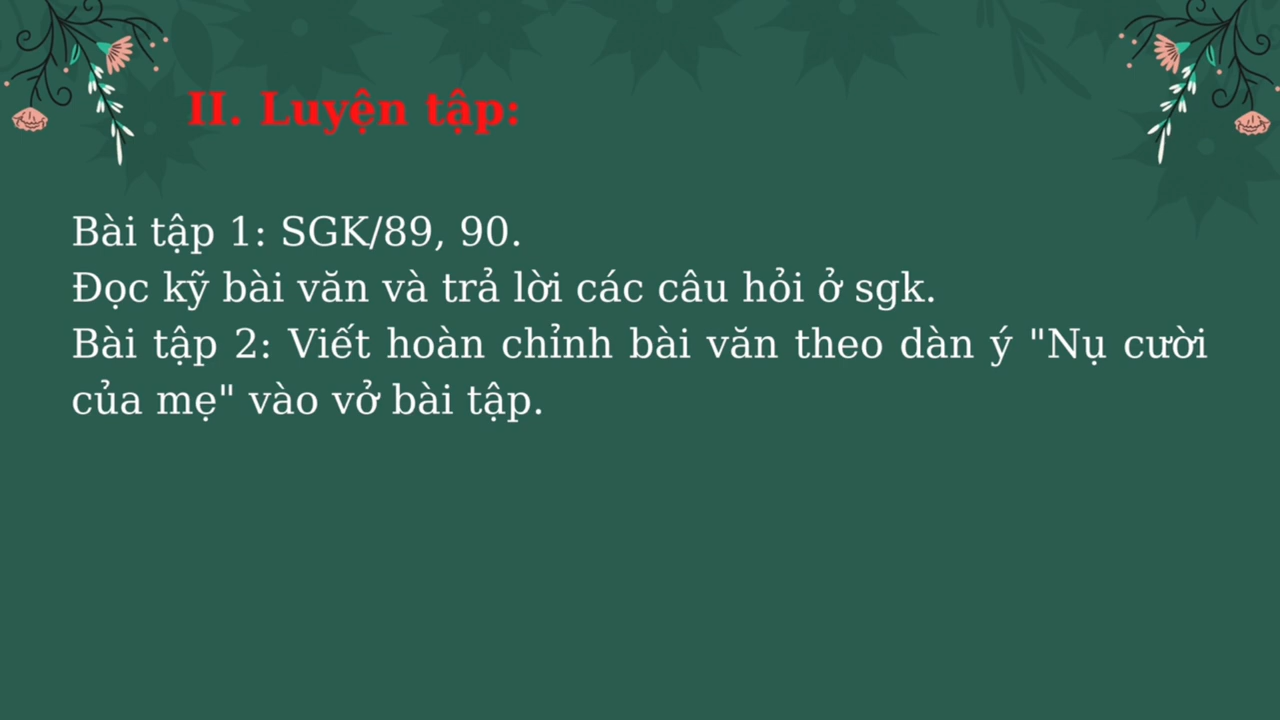 II. Luyện tập:
Bài tập 1: SGK/89, 90.
Đọc kỹ bài văn và trả lời các câu hỏi ở sgk.
Bài tập 2: Viết hoàn chỉnh bài văn theo dàn ý "Nụ cười
của mẹ" vào vở bài tập.